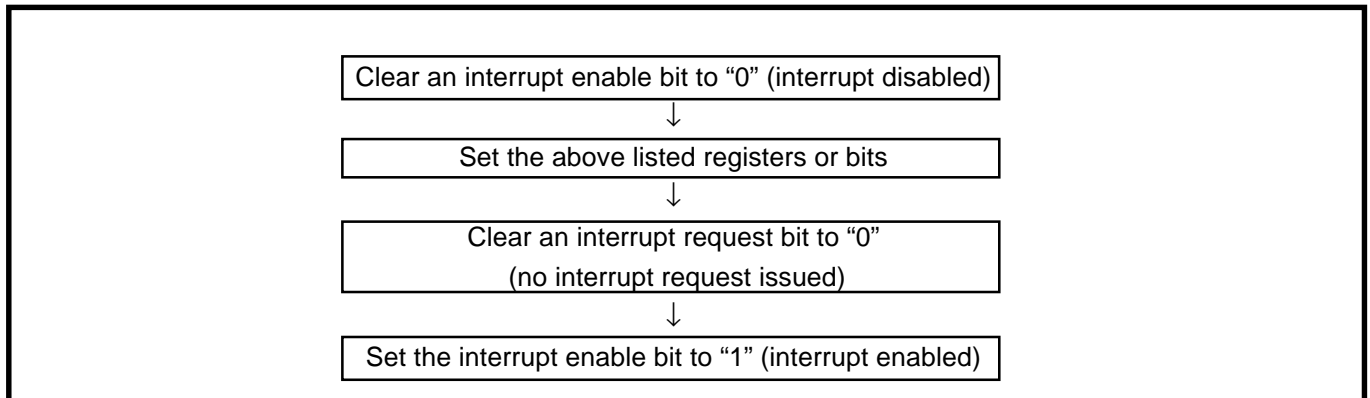 Clear an interrupt enable bit to “0” (interrupt disabled)
↓
Set the above listed registers or bits
↓
Clear an interrupt request bit to “0”
(no interrupt request issued)
↓
Set the interrupt enable bit to “1” (interrupt enabled)